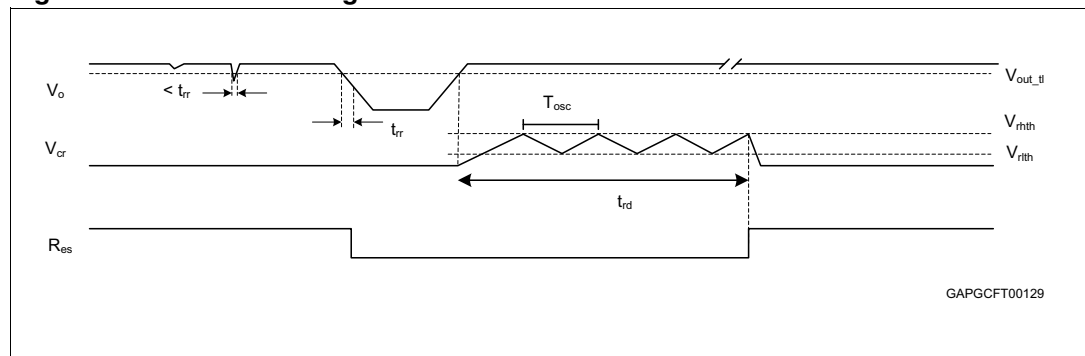 V_out_tl
V_o
< t_rr
T_osc
V_rhth
t_rr
V_cr
V_rlth
t_rd
R_es
GAPGCFT00129